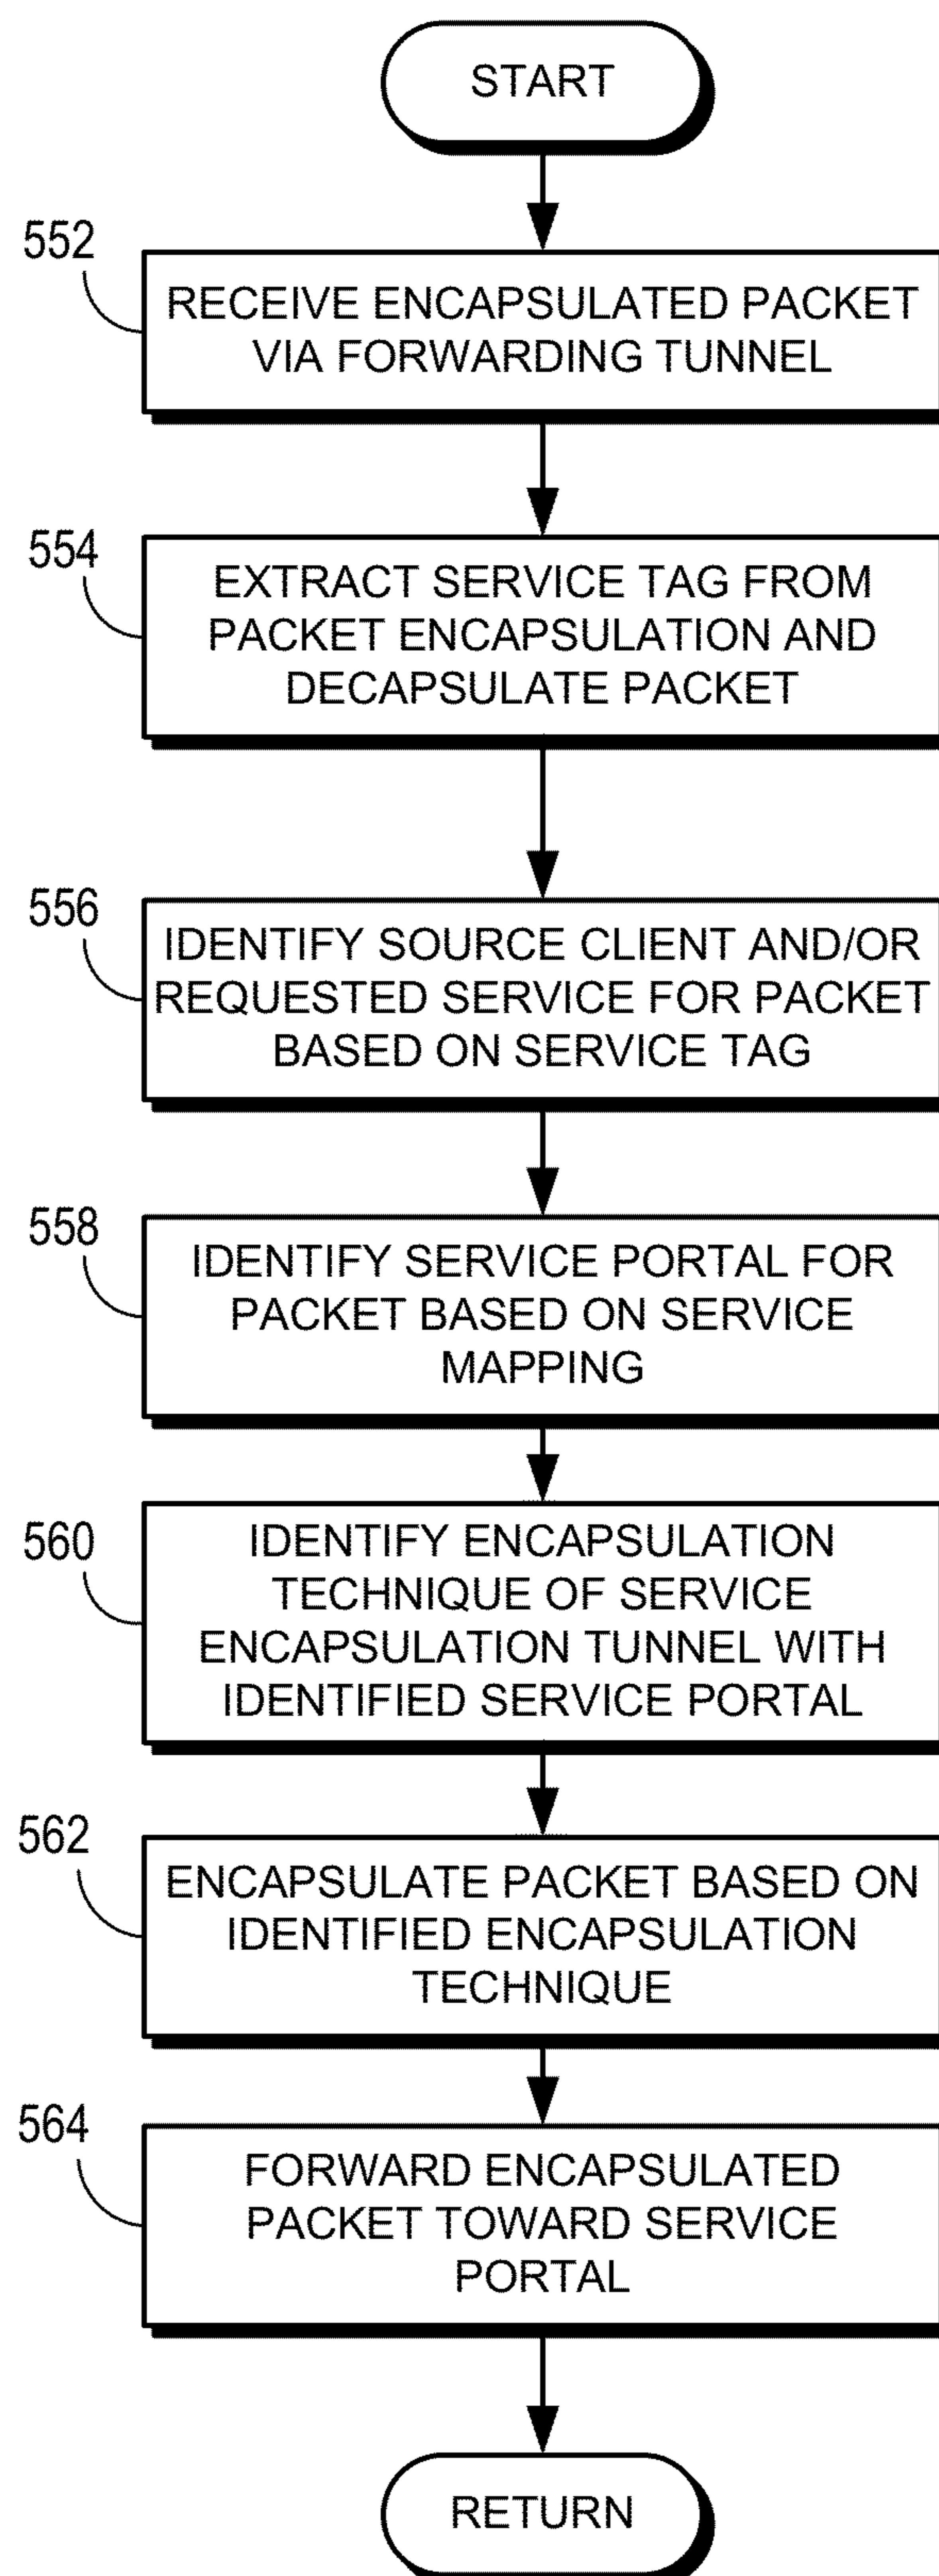 START
552
RECEIVE ENCAPSULATED PACKET
VIA FORWARDING TUNNEL
554
EXTRACT SERVICE TAG FROM
PACKET ENCAPSULATION AND
DECAPSULATE PACKET
556
IDENTIFY SOURCE CLIENT AND/OR
REQUESTED SERVICE FOR PACKET
BASED ON SERVICE TAG
558
IDENTIFY SERVICE PORTAL FOR
PACKET BASED ON SERVICE
MAPPING
560
IDENTIFY ENCAPSULATION
TECHNIQUE OF SERVICE
ENCAPSULATION TUNNEL WITH
IDENTIFIED SERVICE PORTAL
562
ENCAPSULATE PACKET BASED ON
IDENTIFIED ENCAPSULATION
TECHNIQUE
564
FORWARD ENCAPSULATED
PACKET TOWARD SERVICE
PORTAL
RETURN